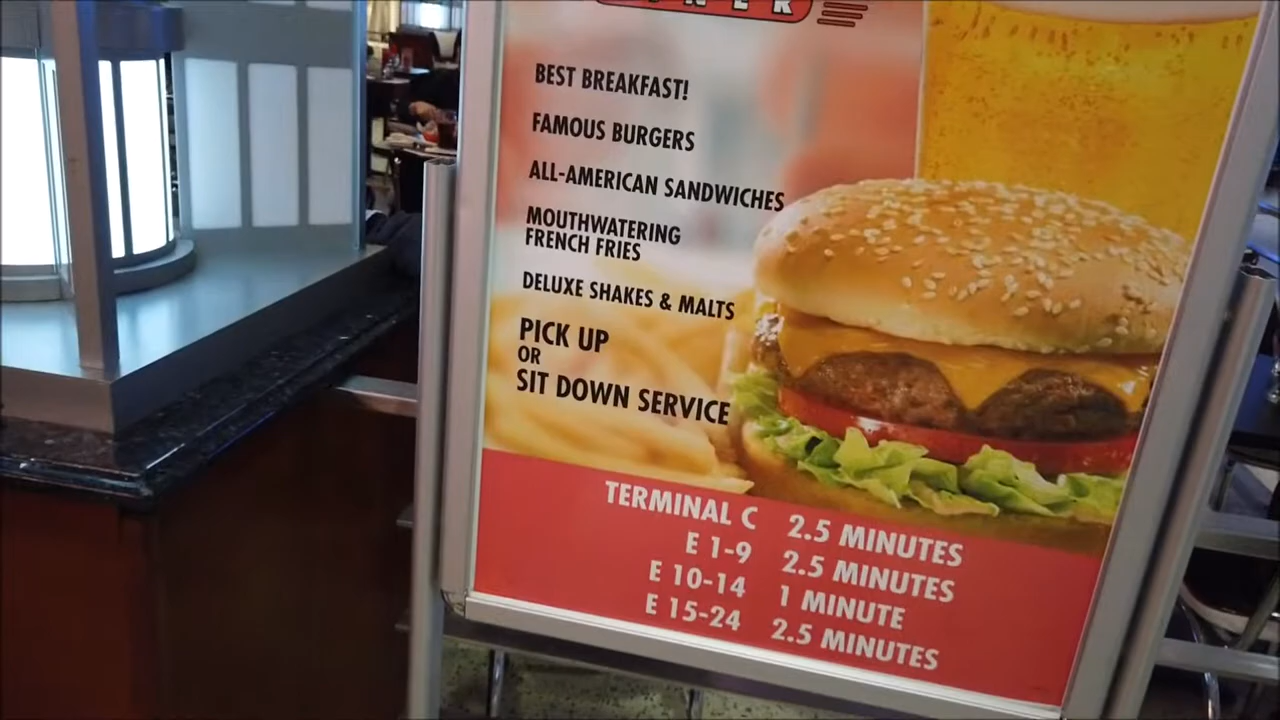 BEST BREAKFAST!
FAMOUS BURGERS
ALL-AMERICAN SANDWICHES
MOUTHWATERING
FRENCH FRIES
DELUXE SHAKES & MALTS
PICK UP
OR
SIT DOWN SERVICE
TERMINAL C 2.5 MINUTES
E 1-9 2.5 MINUTES
E 10-14 1 MINUTE
E 15-24 2.5 MINUTES